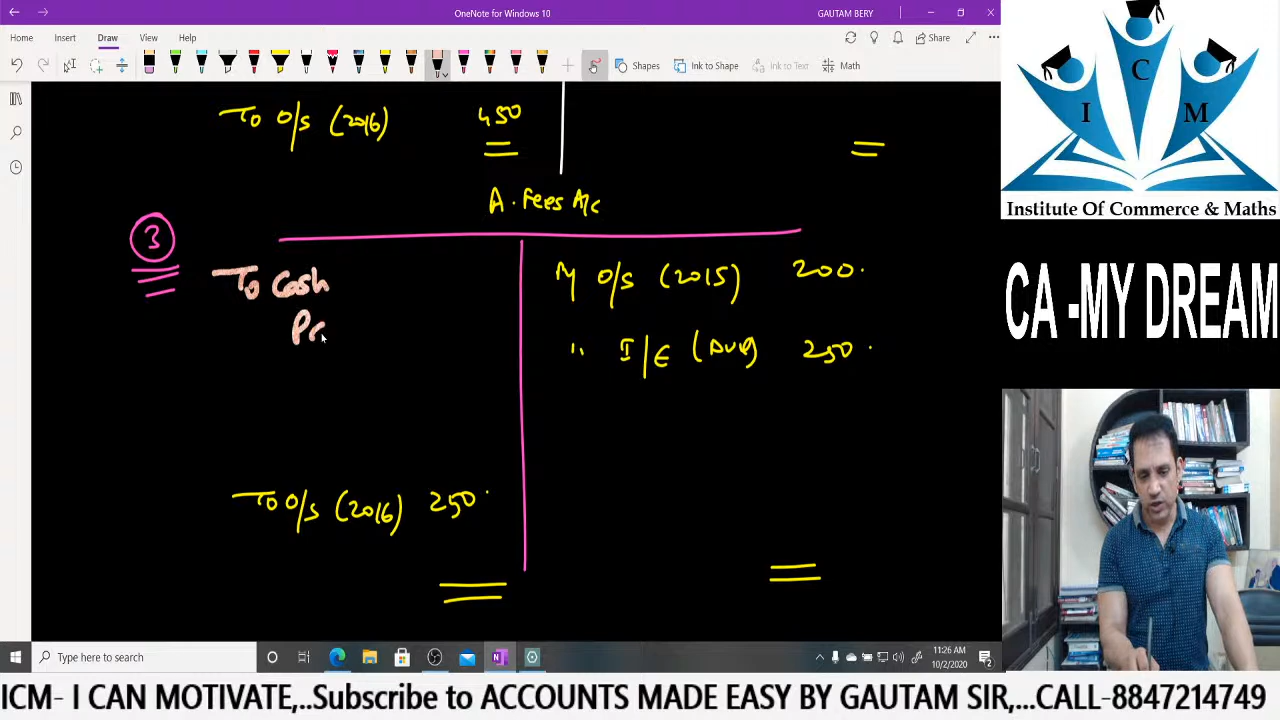 OneNote for Windows 10
GAUTAM BERY
Home Insert Draw View Help
Share
Shapes
Ink to Shape
Ink to Text
Math
To O/S (2016) 450
A. Fees A/c
3
To Cash
By O/S (2015) 200
" I/E 250
To O/S (2016) 250
I C M
Institute Of Commerce & Maths
CA -MY DREAM
Type here to search
11:26 AM
10/2/2020
2
ICM- I CAN MOTIVATE,..Subscribe to ACCOUNTS MADE EASY BY GAUTAM SIR,...CALL-8847214749